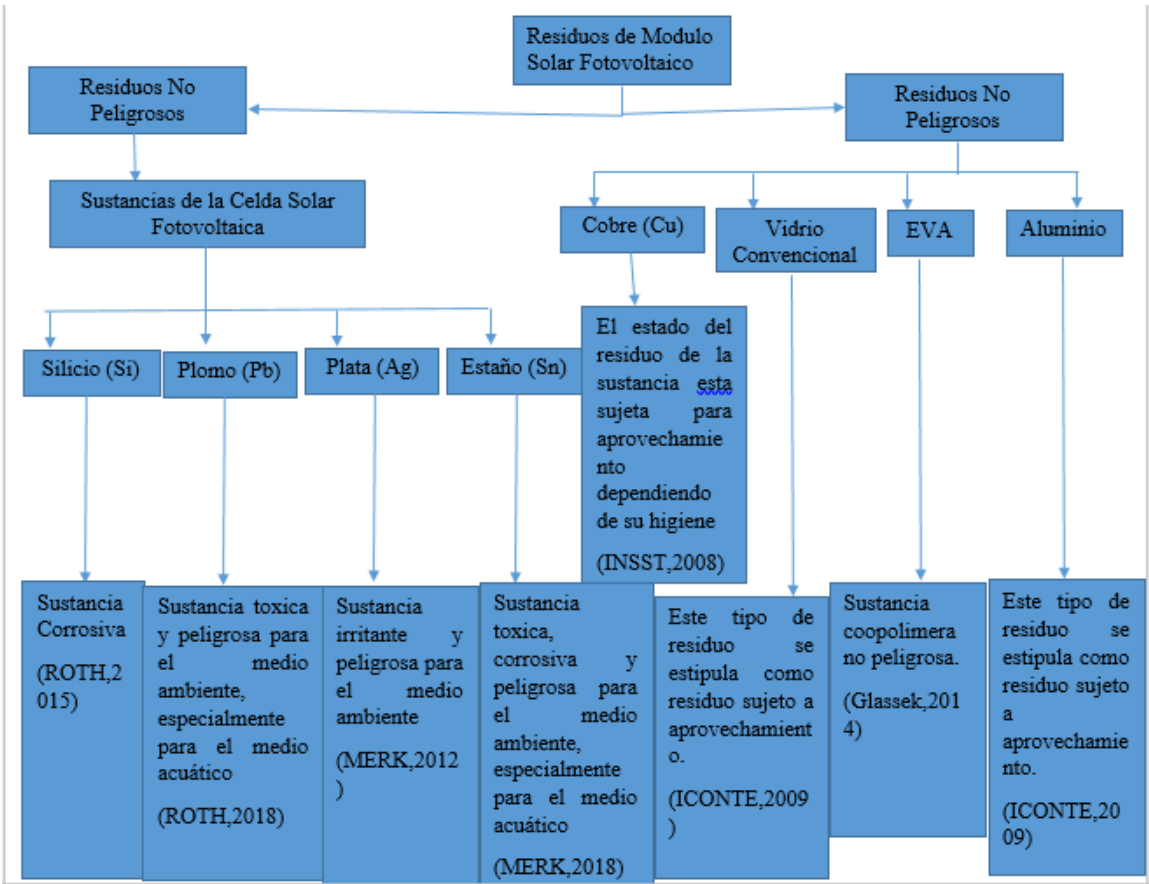 Residuos de Modulo
Solar Fotovoltaico
Residuos No
Peligrosos
Residuos No
Peligrosos
Sustancias de la Celda Solar
Fotovoltaica
Cobre (Cu)
Vidrio
Convencional
EVA
Aluminio
Silicio (Si)
Plomo (Pb)
Plata (Ag)
Estaño (Sn)
El estado del
residuo de la
sustancia esta
sujeta para
aprovechamie
nto
dependiendo
de su higiene
(INSST,2008)
Sustancia
Corrosiva
(ROTH,2
015)
Sustancia toxica
y peligrosa para
el medio
ambiente,
especialmente
para el medio
acuático
(ROTH,2018)
Sustancia
irritante y
peligrosa para
el medio
ambiente
(MERK,2012
)
Sustancia
toxica,
corrosiva y
peligrosa para
el medio
ambiente,
especialmente
para el medio
acuático
(MERK,2018)
Este tipo de
residuo se
estipula como
residuo sujeto a
aprovechamient
o.
(ICONTE,2009
)
Sustancia
coopolimera
no peligrosa.
(Glassek,201
4)
Este tipo de
residuo se
estipula como
residuo sujeto
a
aprovechamie
nto.
(ICONTE,20
09)